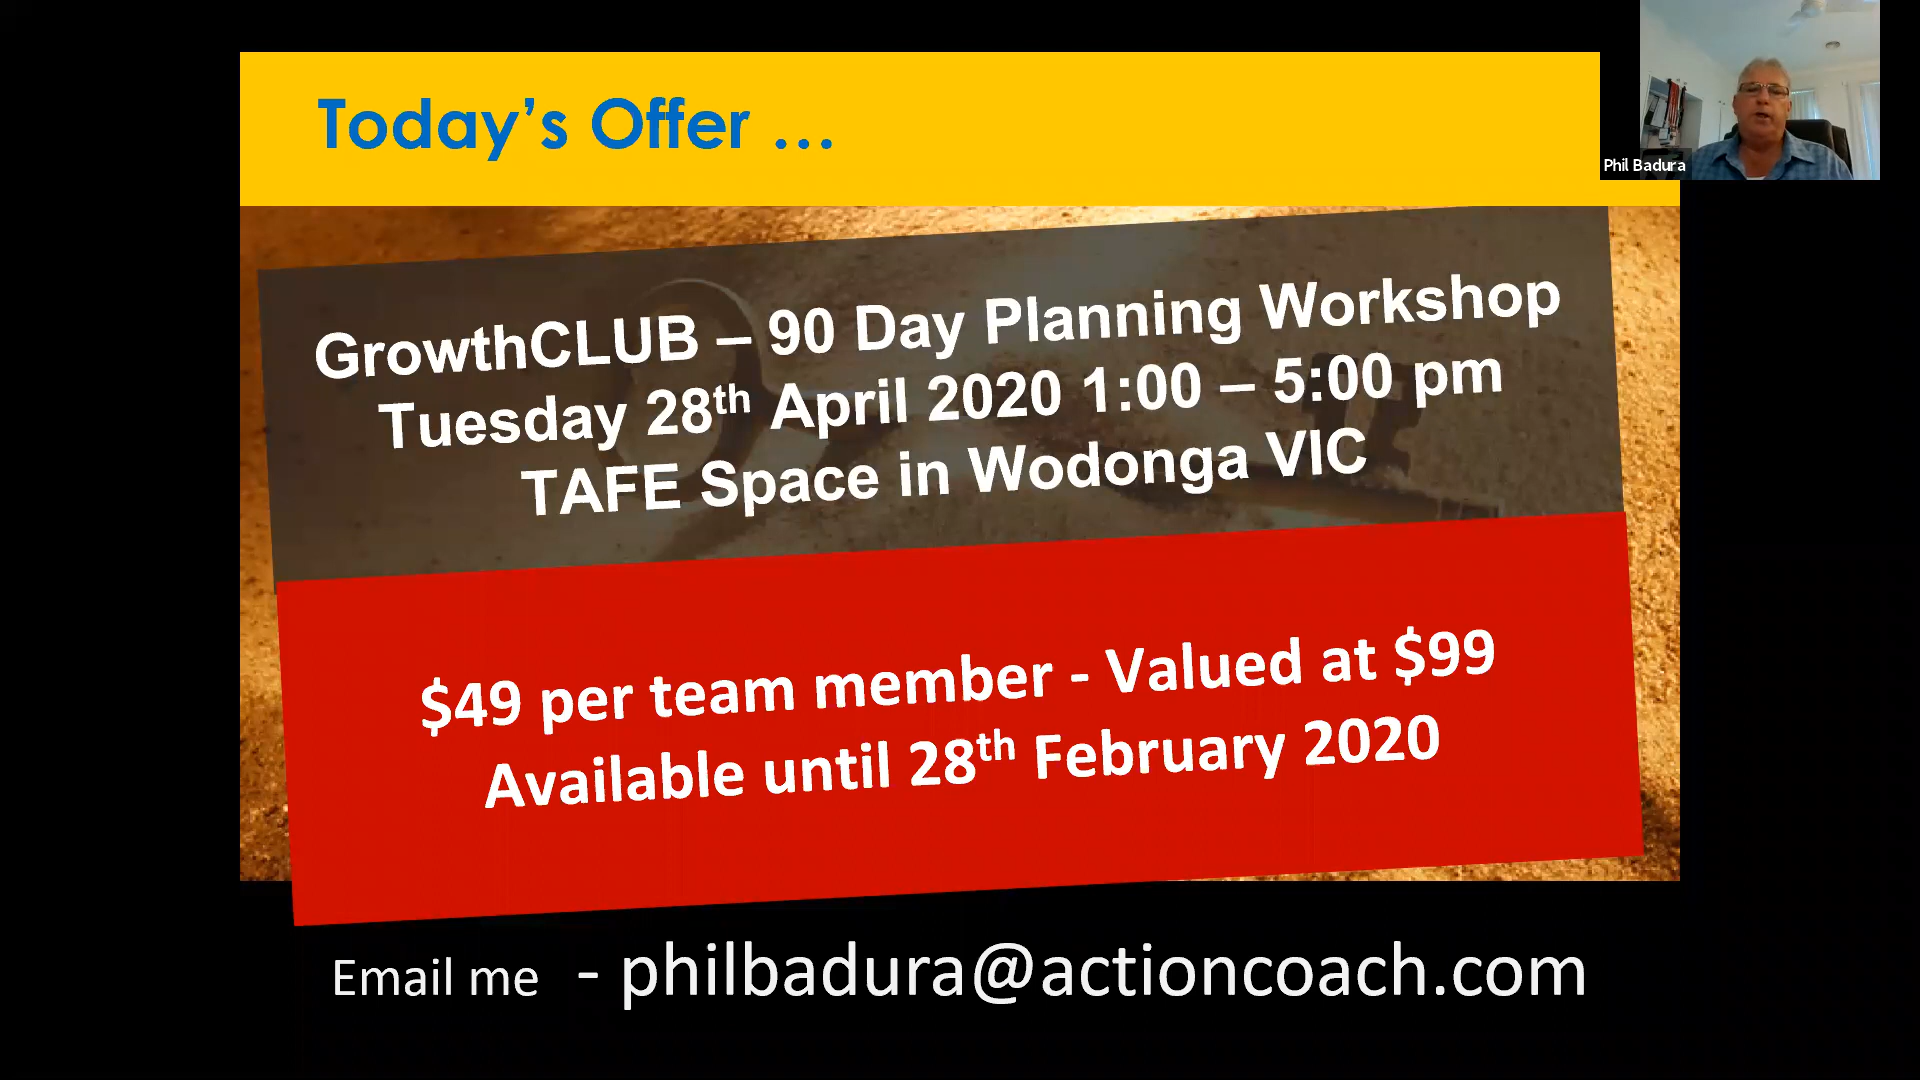 Today’s Offer ...
Phil Badura
GrowthCLUB – 90 Day Planning Workshop
Tuesday 28th April 2020 1:00 – 5:00 pm
TAFE Space in Wodonga VIC
$49 per team member - Valued at $99
Available until 28th February 2020
Email me - philbadura@actioncoach.com